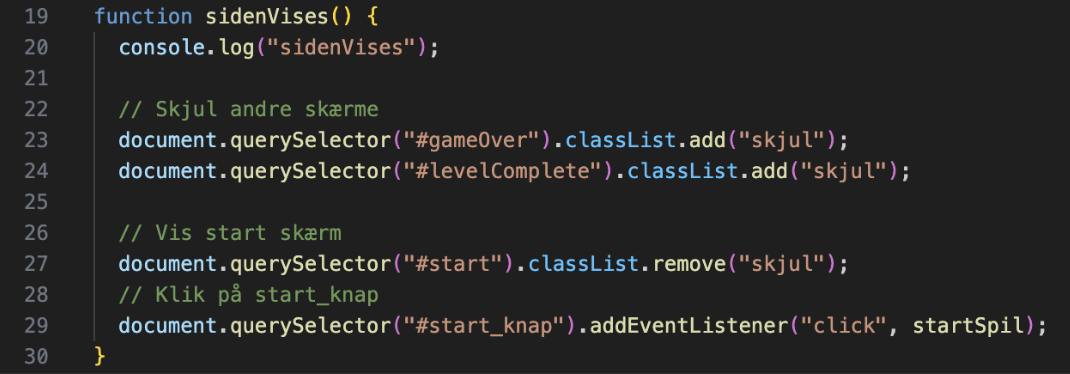 19 function sidenVises() {
20 console.log("sidenVises");
21
22 // Skjul andre skærme
23 document.querySelector("#gameOver").classList.add("skjul");
24 document.querySelector("#levelComplete").classList.add("skjul");
25
26 // Vis start skærm
27 document.querySelector("#start").classList.remove("skjul");
28 // Klik på start_knap
29 document.querySelector("#start_knap").addEventListener("click", startSpil);
30 }